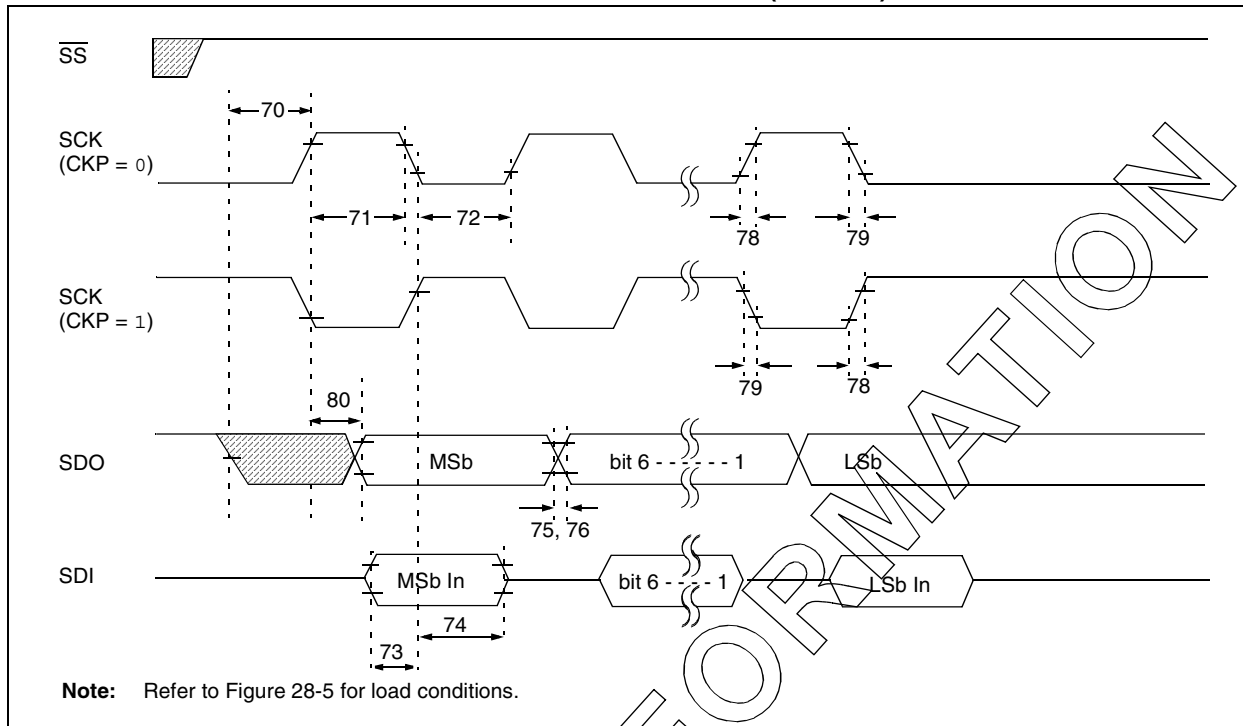 SS
70
SCK
(CKP = 0)
71
72
78
79
SCK
(CKP = 1)
79
78
80
SDO
MSb
bit 6 - - - - - - 1
LSb
75, 76
SDI
MSb In
bit 6 - - - - 1
LSb In
74
73
Note: Refer to Figure 28-5 for load conditions.
FORMATION